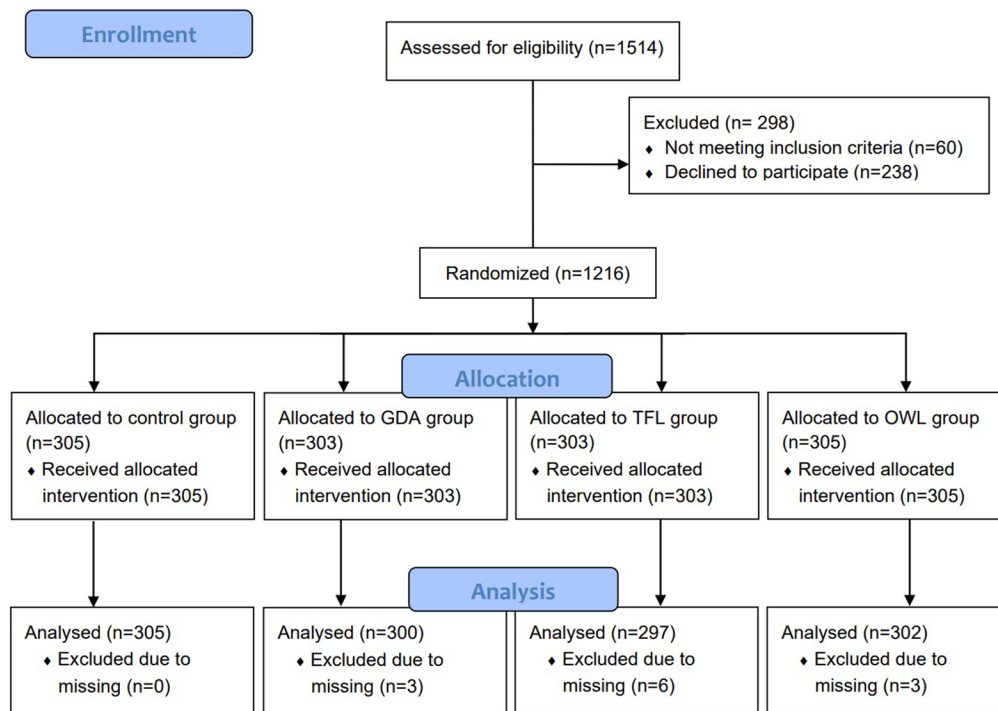 Enrollment
Assessed for eligibility (n=1514)
Excluded (n= 298)
♦ Not meeting inclusion criteria (n=60)
♦ Declined to participate (n=238)
Randomized (n=1216)
Allocation
Allocated to control group
(n=305)
♦ Received allocated
intervention (n=305)
Allocated to GDA group
(n=303)
♦ Received allocated
intervention (n=303)
Allocated to TFL group
(n=303)
♦ Received allocated
intervention (n=303)
Allocated to OWL group
(n=305)
♦ Received allocated
intervention (n=305)
Analysis
Analysed (n=305)
♦ Excluded due to
missing (n=0)
Analysed (n=300)
♦ Excluded due to
missing (n=3)
Analysed (n=297)
♦ Excluded due to
missing (n=6)
Analysed (n=302)
♦ Excluded due to
missing (n=3)